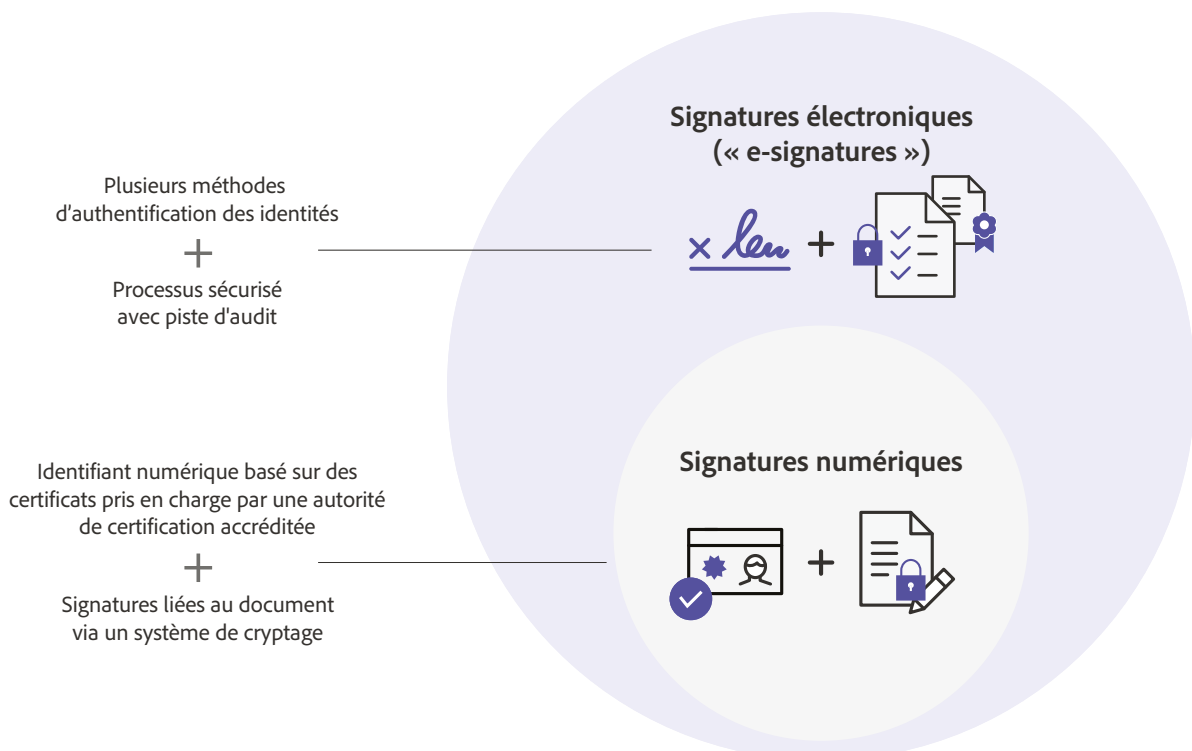 Signatures électroniques
(« e-signatures »)
Plusieurs méthodes
d'authentification des identités
+
Processus sécurisé
avec piste d'audit
× len
+
Signatures numériques
Identifiant numérique basé sur des
certificats pris en charge par une autorité
de certification accréditée
+
Signatures liées au document
via un système de cryptage
+